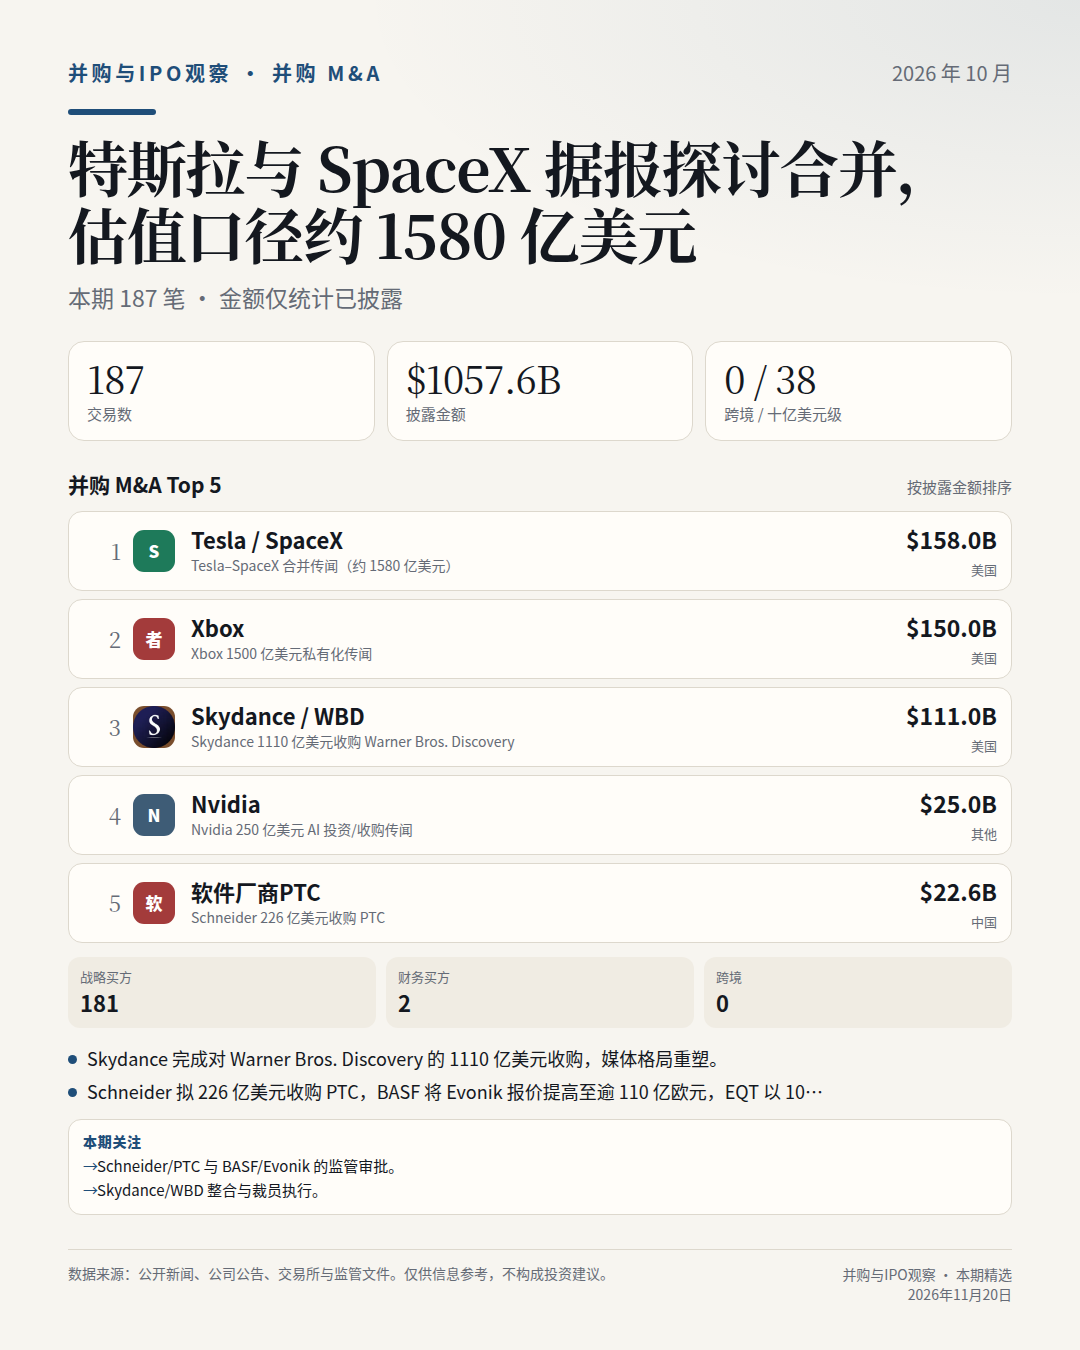 并购与IPO观察 · 并购 M&A
2026 年 10 月
特斯拉与 SpaceX 据报探讨合并，
估值口径约 1580 亿美元
本期 187 笔 · 金额仅统计已披露
187
交易数
$1057.6B
披露金额
0 / 38
跨境 / 十亿美元级
并购 M&A Top 5
按披露金额排序
1
S
Tesla / SpaceX
Tesla–SpaceX 合并传闻（约 1580 亿美元）
$158.0B
美国
2
者
Xbox
Xbox 1500 亿美元私有化传闻
$150.0B
美国
3
S
Skydance / WBD
Skydance 1110 亿美元收购 Warner Bros. Discovery
$111.0B
美国
4
N
Nvidia
Nvidia 250 亿美元 AI 投资/收购传闻
$25.0B
其他
5
软
软件厂商PTC
Schneider 226 亿美元收购 PTC
$22.6B
中国
战略买方
181
财务买方
2
跨境
0
Skydance 完成对 Warner Bros. Discovery 的 1110 亿美元收购，媒体格局重塑。
Schneider 拟 226 亿美元收购 PTC，BASF 将 Evonik 报价提高至逾 110 亿欧元，EQT 以 10…
本期关注
→Schneider/PTC 与 BASF/Evonik 的监管审批。
→Skydance/WBD 整合与裁员执行。
数据来源：公开新闻、公司公告、交易所与监管文件。仅供信息参考，不构成投资建议。
并购与IPO观察 · 本期精选
2026年11月20日